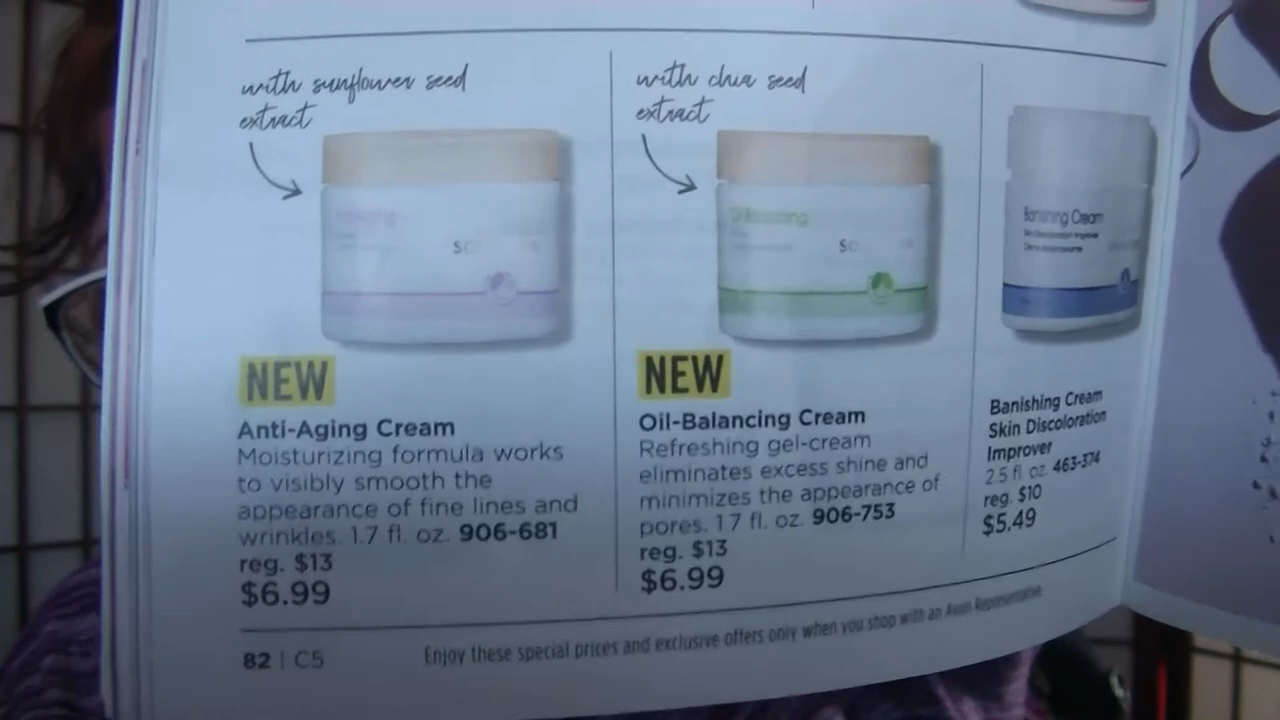 with sunflower seed
extract
NEW
Anti-Aging Cream
Moisturizing formula works
to visibly smooth the
appearance of fine lines and
wrinkles. 1.7 fl. oz. 906-681
reg. $13
$6.99
with chia seed
extract
Oil Balancing
NEW
Oil-Balancing Cream
Refreshing gel-cream
eliminates excess shine and
minimizes the appearance of
pores. 1.7 fl. oz. 906-753
reg. $13
$6.99
Banishing Cream
Skin Discoloration Improver
Banishing Cream
Skin Discoloration
Improver
2.5 fl. oz. 463-374
reg. $10
$5.49
82 | C5
Enjoy these special prices and exclusive offers only when you shop with an Avon Representative.